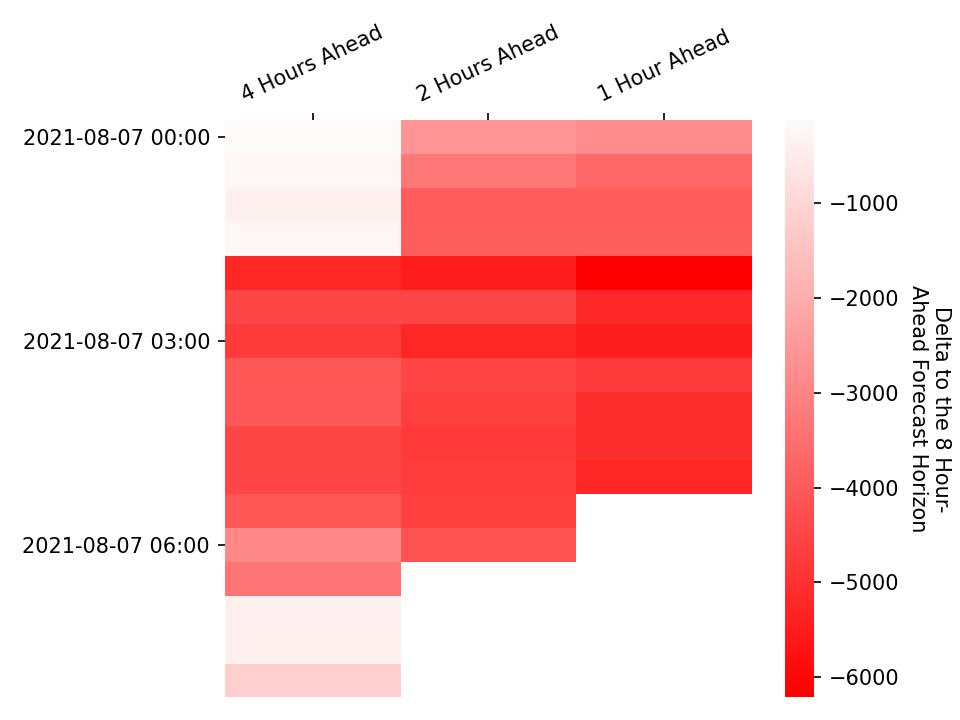 4 Hours Ahead
2 Hours Ahead
1 Hour Ahead
2021-08-07 00:00
2021-08-07 03:00
2021-08-07 06:00
−1000
−2000
−3000
−4000
−5000
−6000
Delta to the 8 Hour-
Ahead Forecast Horizon